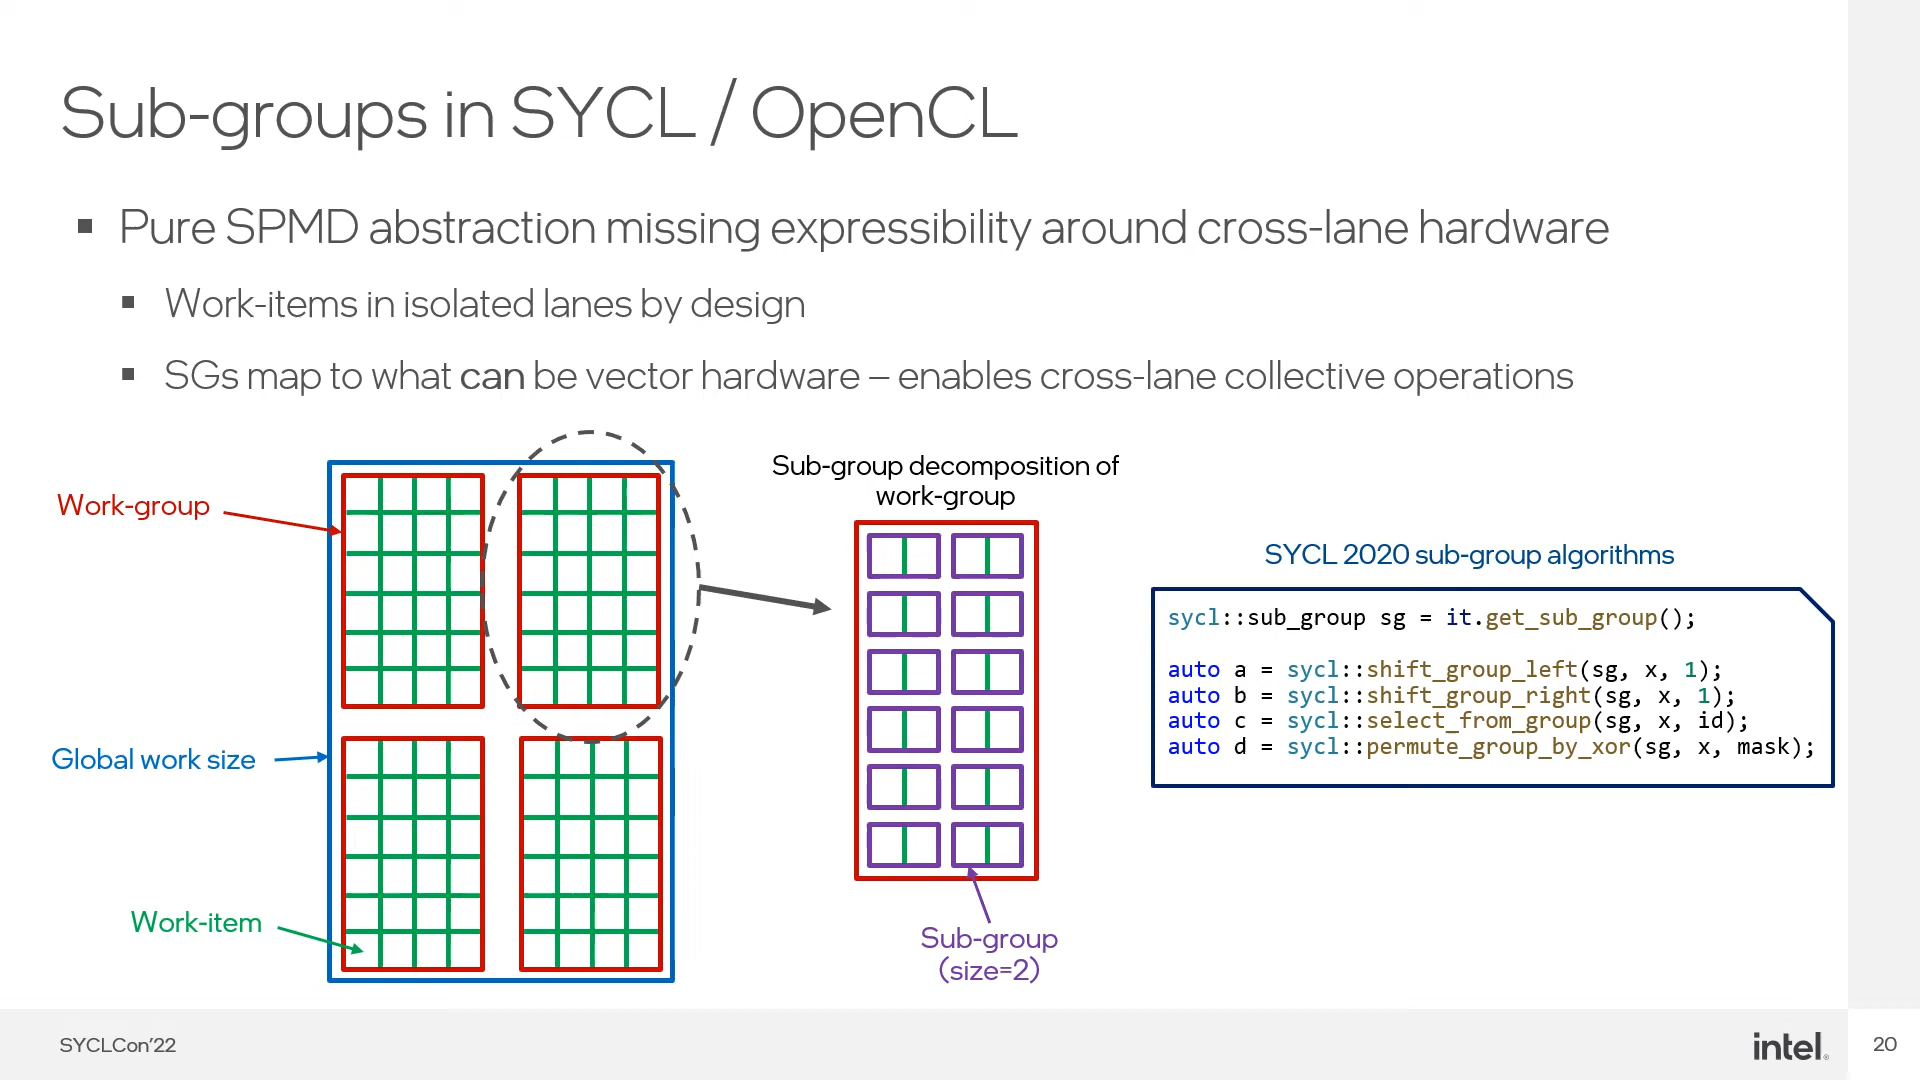 Sub-groups in SYCL / OpenCL
▪ Pure SPMD abstraction missing expressibility around cross-lane hardware
▪ Work-items in isolated lanes by design
▪ SGs map to what can be vector hardware – enables cross-lane collective operations
Work-group
Global work size
Work-item
Sub-group decomposition of
work-group
Sub-group
(size=2)
SYCL 2020 sub-group algorithms
sycl::sub_group sg = it.get_sub_group();
auto a = sycl::shift_group_left(sg, x, 1);
auto b = sycl::shift_group_right(sg, x, 1);
auto c = sycl::select_from_group(sg, x, id);
auto d = sycl::permute_group_by_xor(sg, x, mask);
SYCLCon'22
intel.
20